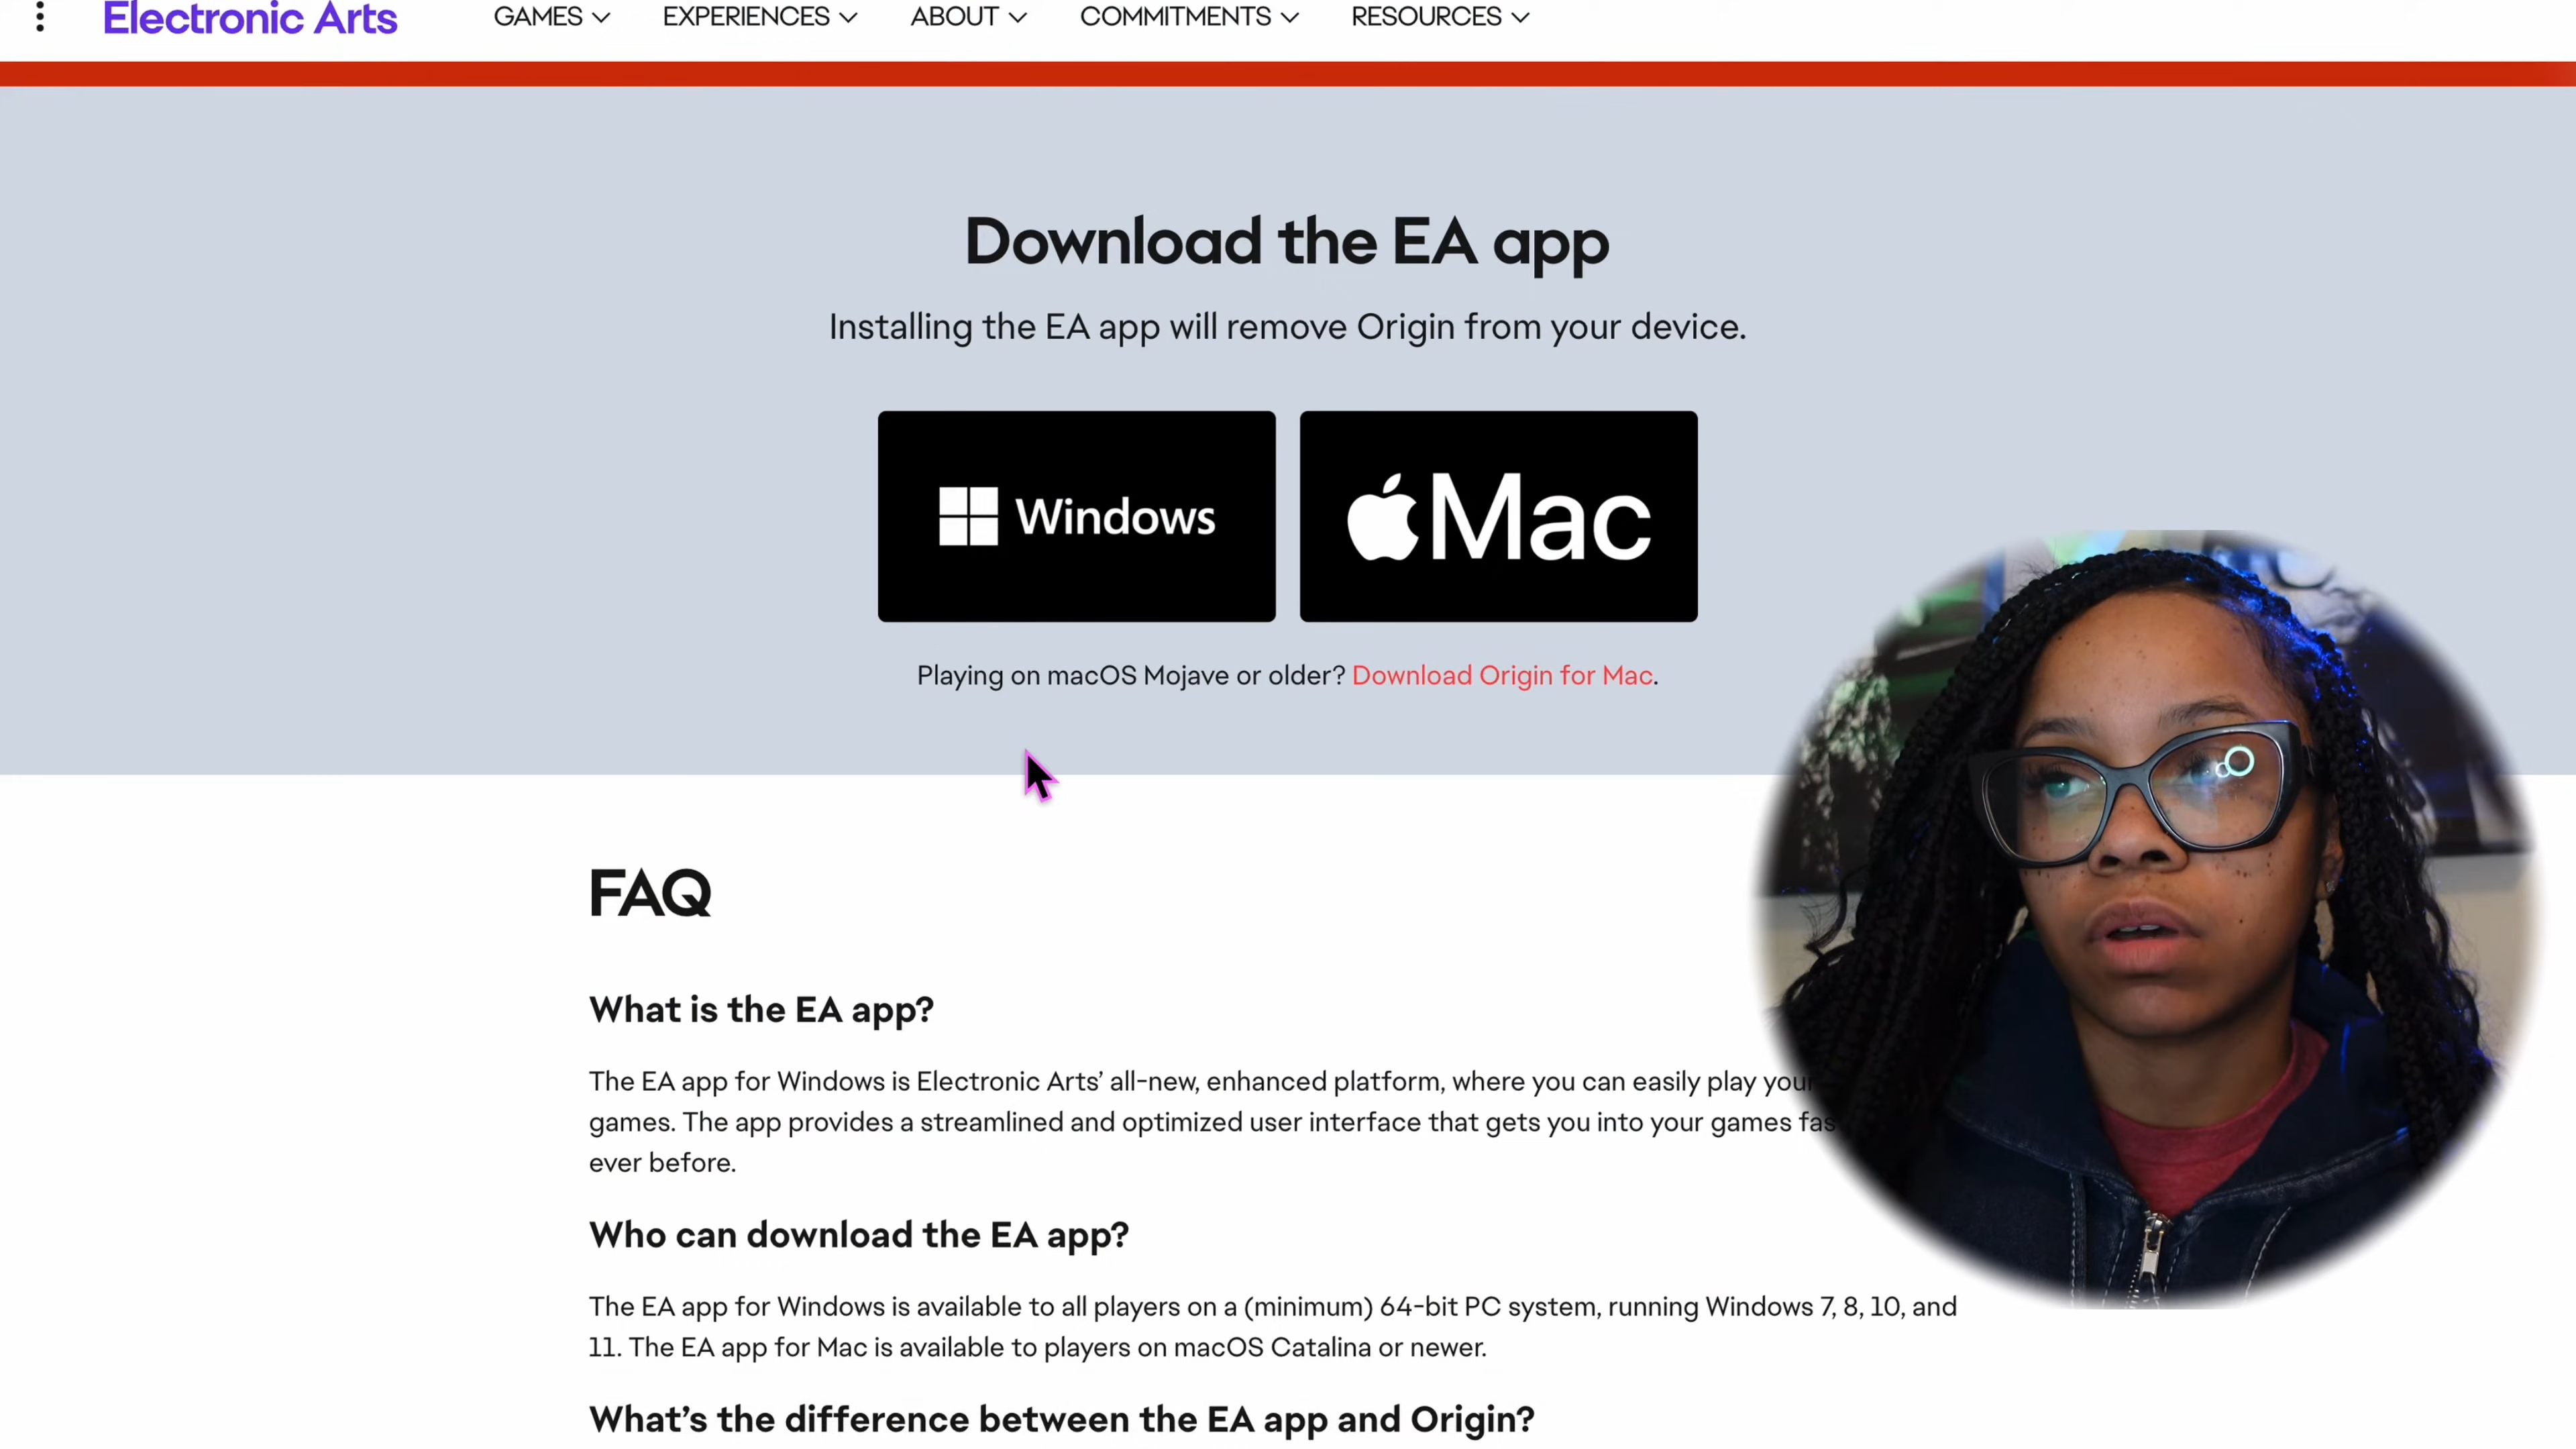 Electronic Arts GAMES EXPERIENCES ABOUT COMMITMENTS RESOURCES
Download the EA app
Installing the EA app will remove Origin from your device.
Windows Mac
Playing on macOS Mojave or older? Download Origin for Mac.
FAQ
What is the EA app?
The EA app for Windows is Electronic Arts’ all-new, enhanced platform, where you can easily play your
games. The app provides a streamlined and optimized user interface that gets you into your games
ever before.
Who can download the EA app?
The EA app for Windows is available to all players on a (minimum) 64-bit PC system, running Windows 7, 8, 10, and
11. The EA app for Mac is available to players on macOS Catalina or newer.
What’s the difference between the EA app and Origin?